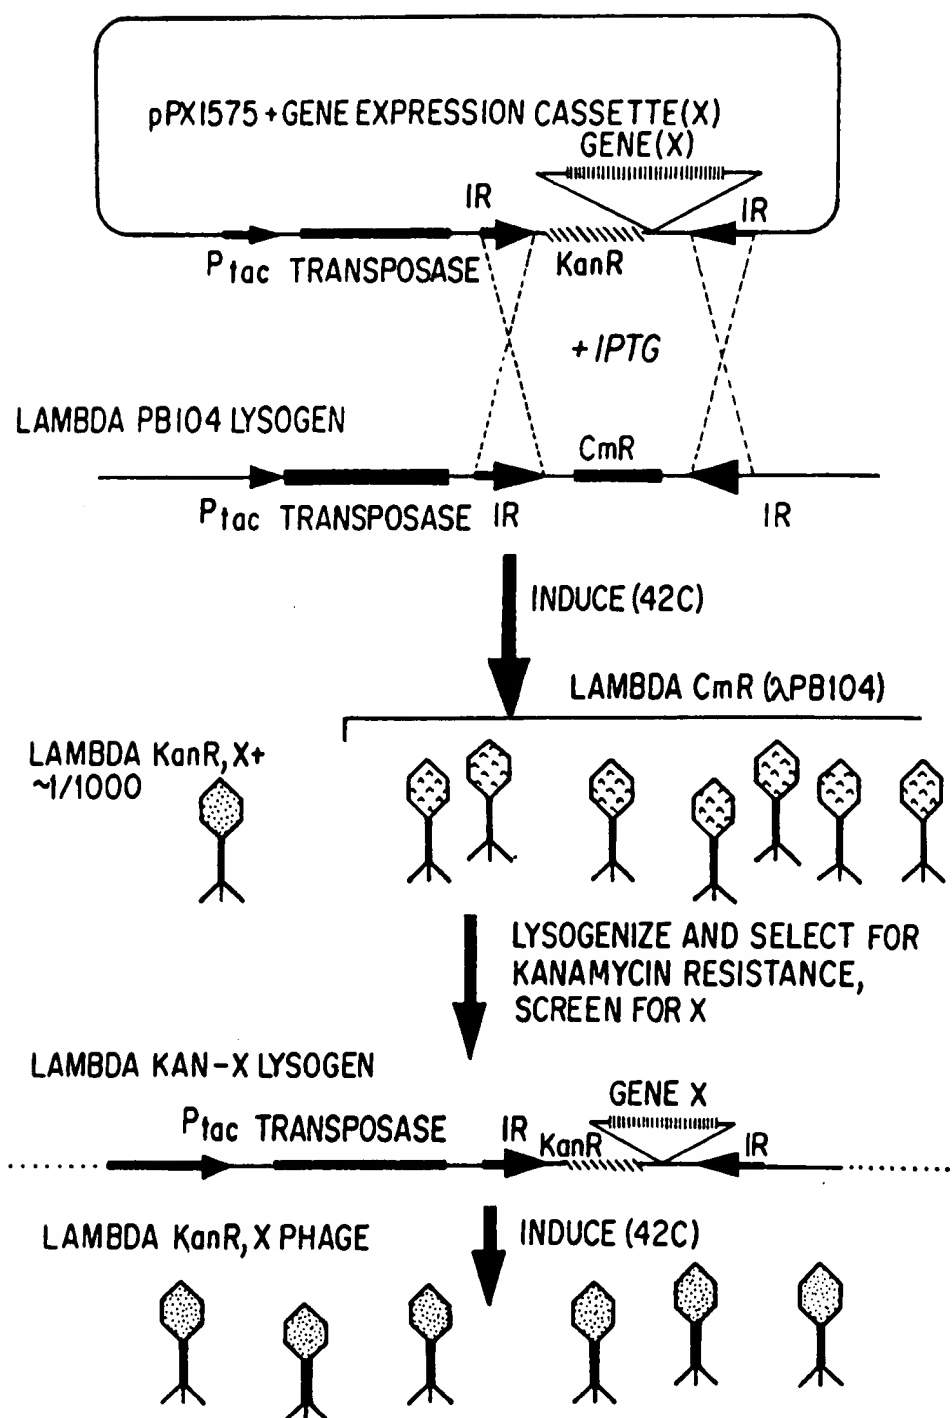 pPX1575 + GENE EXPRESSION CASSETTE(X)
GENE(X)
IR
IR
Ptac TRANSPOSASE
KanR
+ IPTG
LAMBDA PB104 LYSOGEN
CmR
Ptac TRANSPOSASE IR
IR
INDUCE (42C)
LAMBDA CmR (λPB104)
LAMBDA KanR, X+
~1/1000
LYSOGENIZE AND SELECT FOR
KANAMYCIN RESISTANCE,
SCREEN FOR X
LAMBDA KAN-X LYSOGEN
GENE X
Ptac TRANSPOSASE
IR
KanR
IR
LAMBDA KanR, X PHAGE
INDUCE (42C)